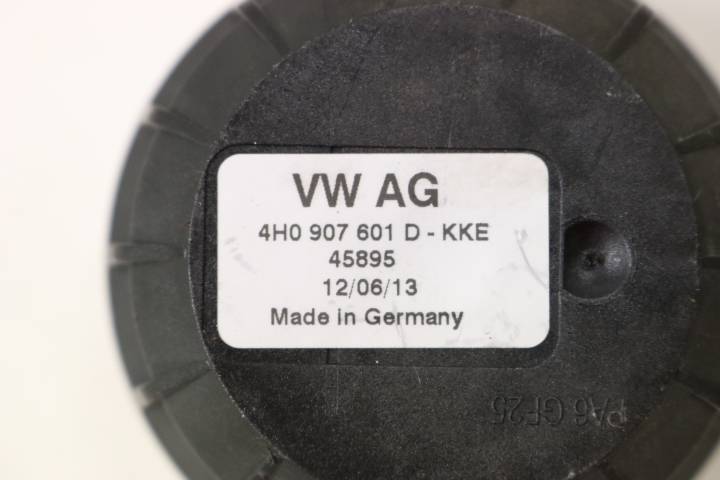 VW AG
4H0 907 601 D - KKE
45895
12/06/13
Made in Germany
PA6 GF25